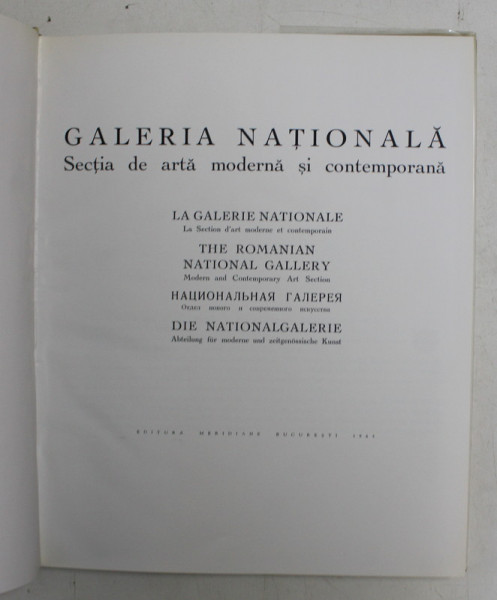 GALERIA NAȚIONALĂ
Secția de artă modernă și contemporană
LA GALERIE NATIONALE
La Section d'art moderne et contemporain
THE ROMANIAN
NATIONAL GALLERY
Modern and Contemporary Art Section
НАЦИОНАЛЬНАЯ ГАЛЕРЕЯ
Отдел нового и современного искусства
DIE NATIONALGALERIE
Abteilung für moderne und zeitgenössische Kunst
EDITURA MERIDIANE BUCUREȘTI